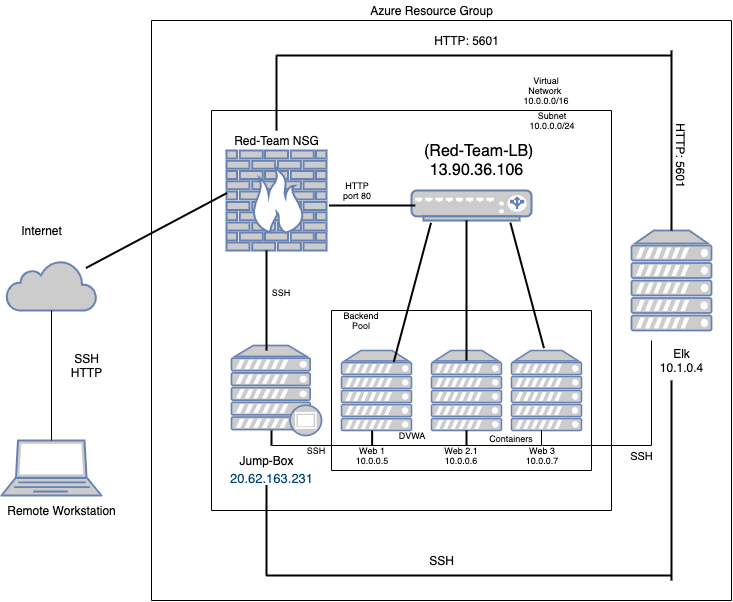 Azure Resource Group
HTTP: 5601
Virtual
Network
10.0.0.0/16
Subnet
10.0.0.0/24
Red-Team NSG
(Red-Team-LB)
13.90.36.106
HTTP: 5601
HTTP
port 80
Internet
SSH
Backend
Pool
SSH
HTTP
Elk
10.1.0.4
DVWA
Containers
SSH
Web 1
10.0.0.5
Web 2.1
10.0.0.6
Web 3
10.0.0.7
SSH
Jump-Box
20.62.163.231
Remote Workstation
SSH